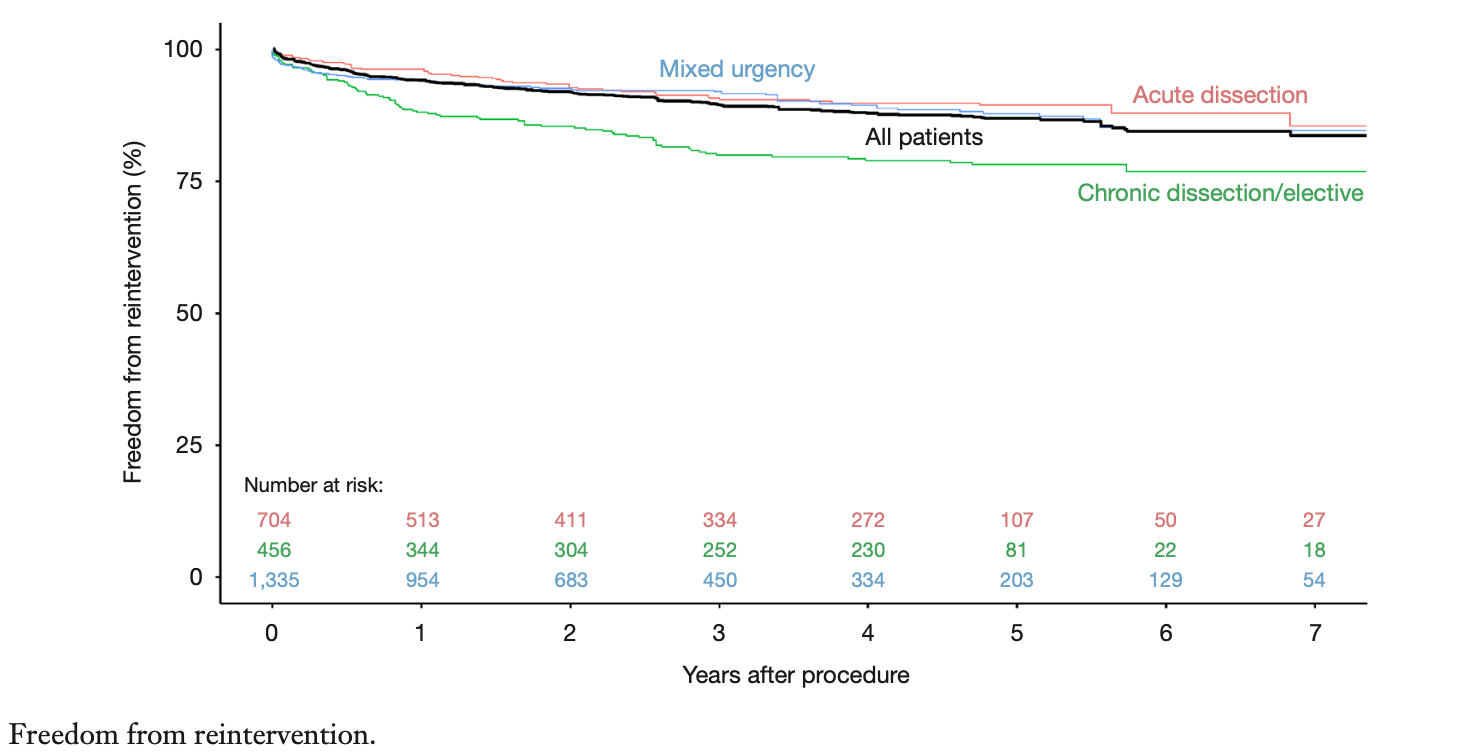 100
75
50
25
0
Freedom from reintervention (%)
Mixed urgency
Acute dissection
All patients
Chronic dissection/elective
Number at risk:
704 513 411 334 272 107 50 27
456 344 304 252 230 81 22 18
1,335 954 683 450 334 203 129 54
0 1 2 3 4 5 6 7
Years after procedure
Freedom from reintervention.